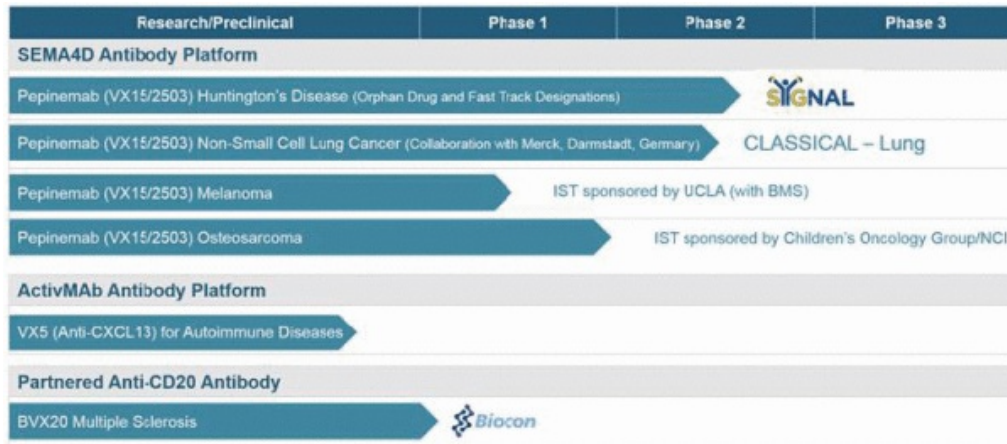 Research/Preclinical Phase 1 Phase 2 Phase 3
SEMA4D Antibody Platform
Pepinemab (VX15/2503) Huntington's Disease (Orphan Drug and Fast Track Designations) SIGNAL
Pepinemab (VX15/2503) Non-Small Cell Lung Cancer (Collaboration with Merck, Darmstadt, Germany) CLASSICAL – Lung
Pepinemab (VX15/2503) Melanoma IST sponsored by UCLA (with BMS)
Pepinemab (VX15/2503) Osteosarcoma IST sponsored by Children's Oncology Group/NCI
ActivMAb Antibody Platform
VX5 (Anti-CXCL13) for Autoimmune Diseases
Partnered Anti-CD20 Antibody
BVX20 Multiple Sclerosis Biocon